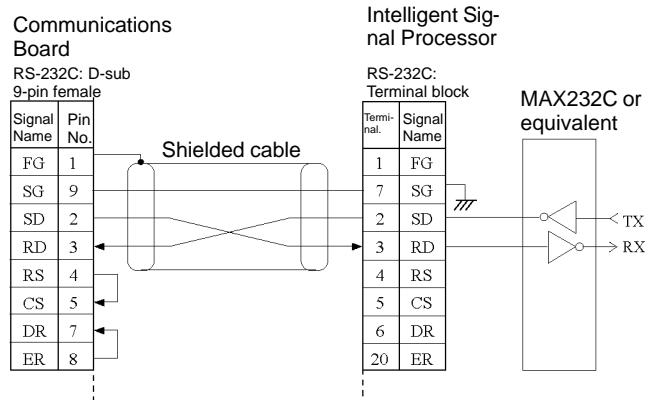 Communications
Board
RS-232C: D-sub
9-pin female
Signal Name Pin No.
FG 1
SG 9
SD 2
RD 3
RS 4
CS 5
DR 7
ER 8
Shielded cable
Intelligent Sig-
nal Processor
RS-232C:
Terminal block
Termi-nal. Signal Name
1 FG
7 SG
2 SD
3 RD
4 RS
5 CS
6 DR
20 ER
MAX232C or
equivalent
TX
RX